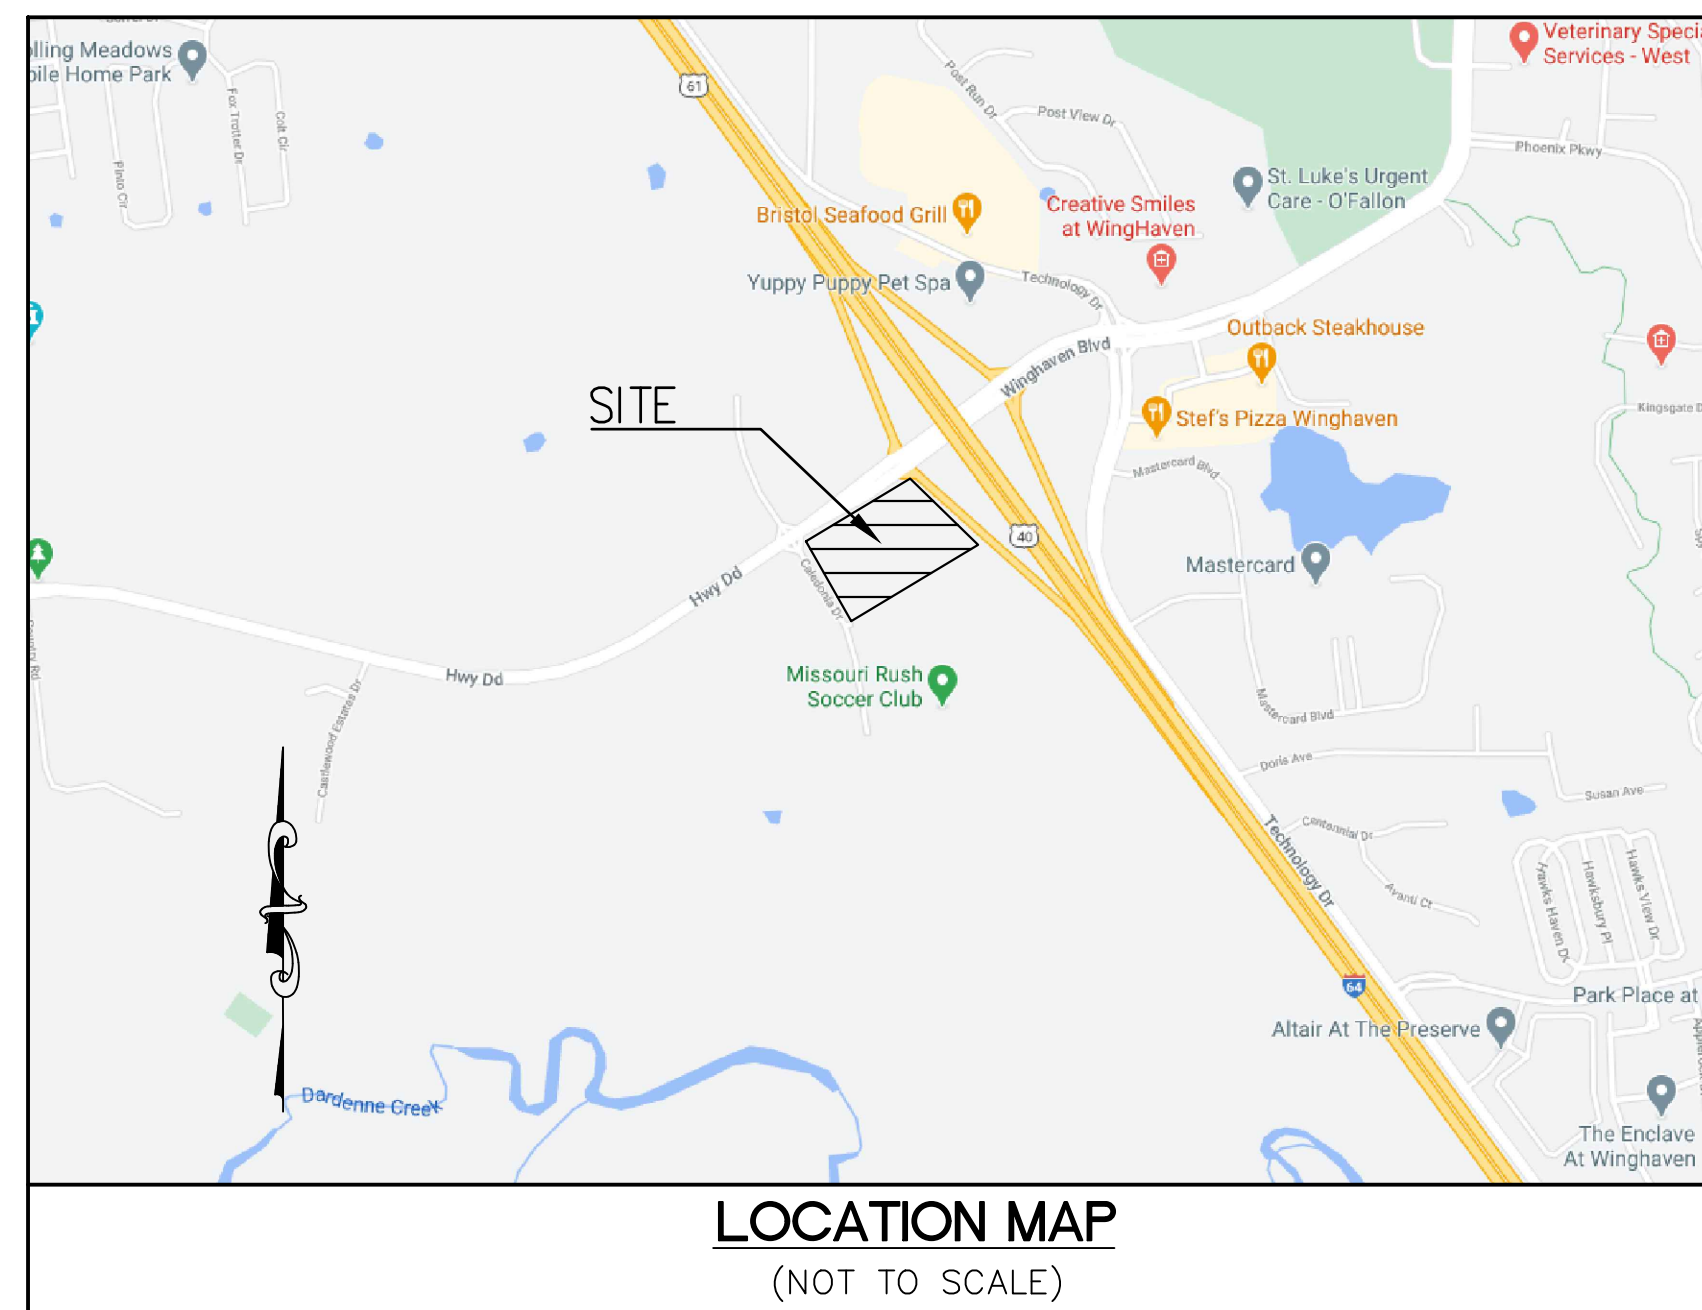 olling Meadows
bile Home Park
Fox Trotter Dr
Colt Cir
Pinto Cir
61
Post Run Dr
Post View Dr
Veterinary Specia
Services - West
Phoenix Pkwy
St. Luke's Urgent
Care - O'Fallon
Bristol Seafood Grill
Creative Smiles
at WingHaven
Yuppy Puppy Pet Spa
Technology Dr
Outback Steakhouse
Winghaven Blvd
SITE
Stef's Pizza Winghaven
Kingsgate D
Mastercard Blvd
40
Mastercard
Caledonia Dr
Hwy Dd
Hwy Dd
Missouri Rush
Soccer Club
Castlewood Estates Dr
Mastercard Blvd
Doris Ave
Susan Ave
Centennial Dr
Technology Dr
Avanti Ct
Hawks Haven Dr
Hawksbury Pl
Hawks View Dr
64
Park Place at
Altair At The Preserve
Dardenne Creek
The Enclave
At Winghaven
LOCATION MAP
(NOT TO SCALE)